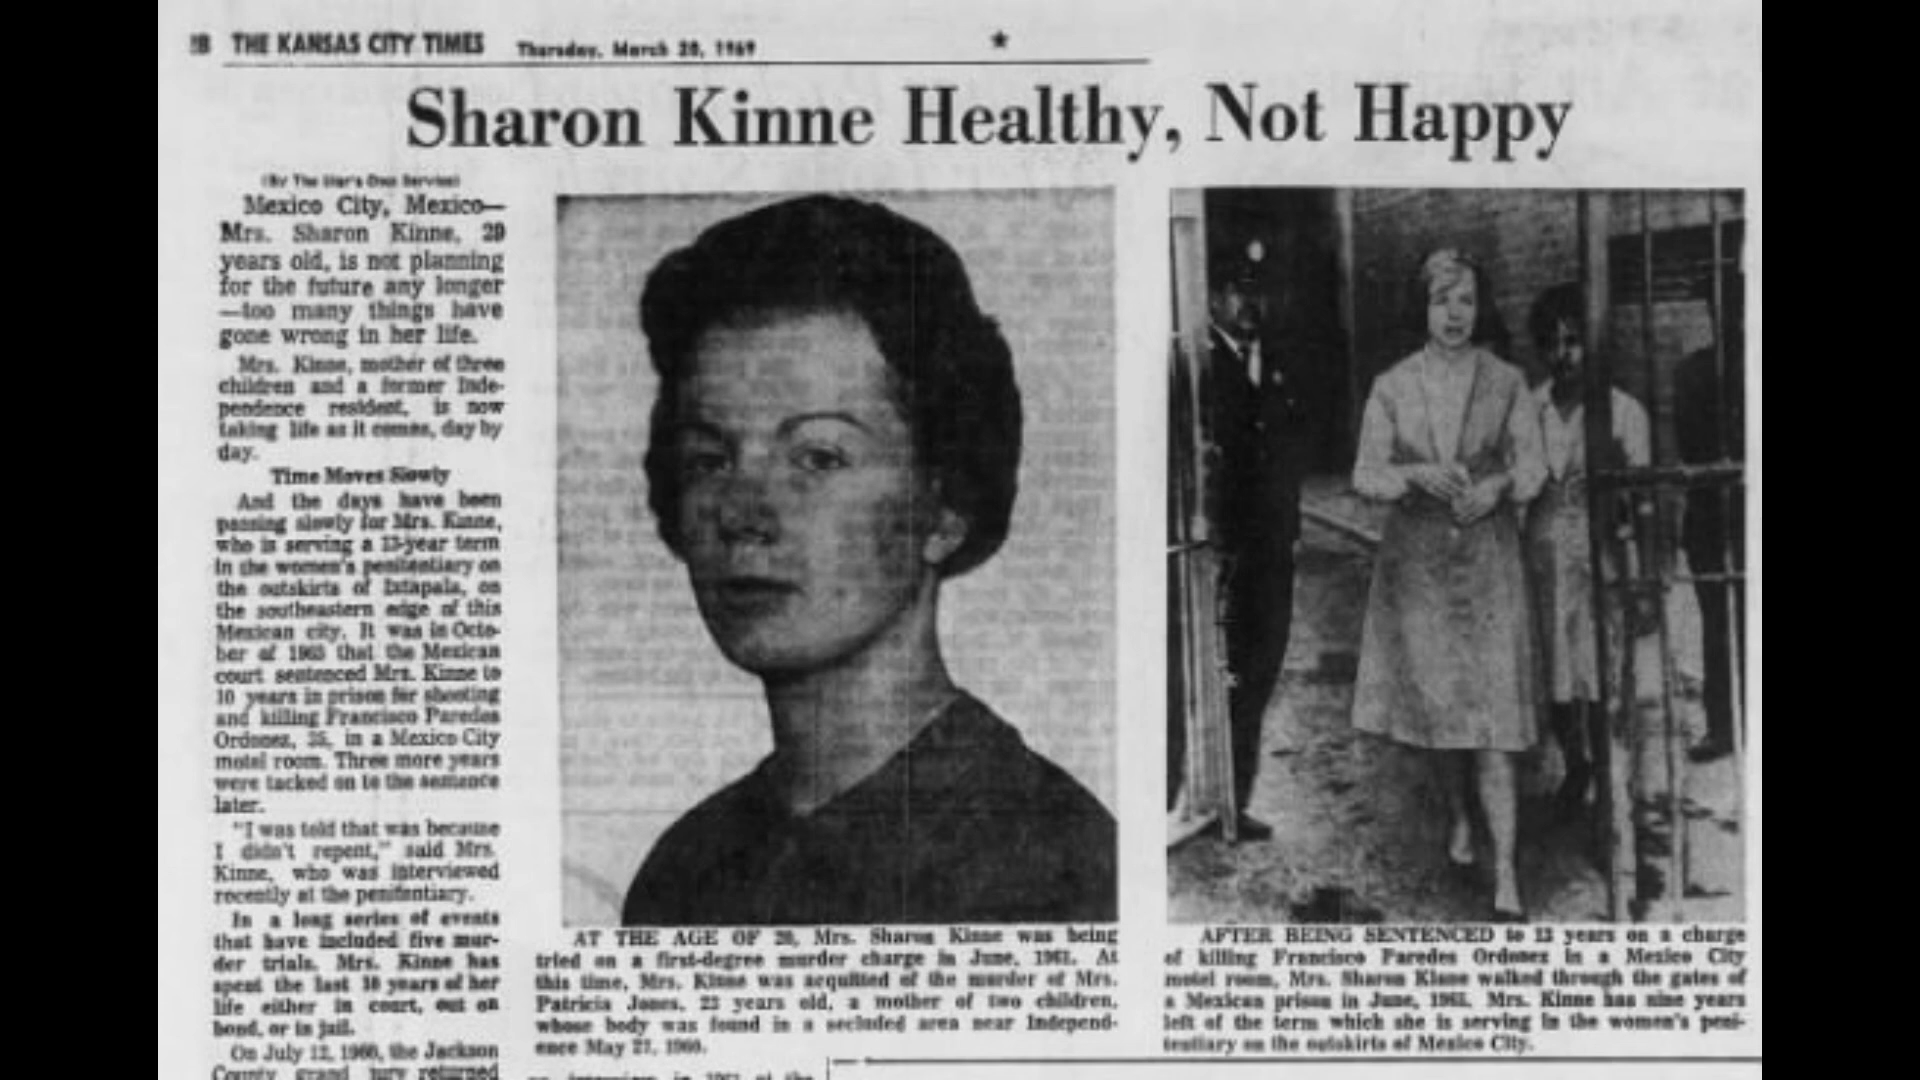 THE KANSAS CITY TIMES Thursday, March 20, 1969
Sharon Kinne Healthy, Not Happy
(By The Star's Own Service)
Mexico City, Mexico—
Mrs. Sharon Kinne, 29
years old, is not planning
for the future any longer
—too many things have
gone wrong in her life.
Mrs. Kinne, mother of three
children and a former Inde-
pendence resident, is now
taking life as it comes, day by
day.
Time Moves Slowly
And the days have been
passing slowly for Mrs. Kinne,
who is serving a 13-year term
in the women's penitentiary on
the outskirts of Ixtapala, on
the southeastern edge of this
Mexican city. It was in Octo-
ber of 1965 that the Mexican
court sentenced Mrs. Kinne to
10 years in prison for shooting
and killing Francisco Paredes
Ordonez, 35, in a Mexico City
motel room. Three more years
were tacked on to the sentence
later.
"I was told that was because
I didn't repent," said Mrs.
Kinne, who was interviewed
recently at the penitentiary.
In a long series of events
that have included five mur-
der trials, Mrs. Kinne has
spent the last 10 years of her
life either in court, out on
bond, or in jail.
On July 12, 1960, the Jackson
County grand jury returned
AT THE AGE OF 20, Mrs. Sharon Kinne was being
tried on a first-degree murder charge in June, 1961. At
this time, Mrs. Kinne was acquitted of the murder of Mrs.
Patricia Jones, 23 years old, a mother of two children,
whose body was found in a secluded area near Independ-
ence May 27, 1960.
AFTER BEING SENTENCED to 13 years on a charge
of killing Francisco Paredes Ordonez in a Mexico City
motel room, Mrs. Sharon Kinne walked through the gates of
a Mexican prison in June, 1965. Mrs. Kinne has nine years
left of the term which she is serving in the women's peni-
tentiary on the outskirts of Mexico City.
interview in 1961 at the